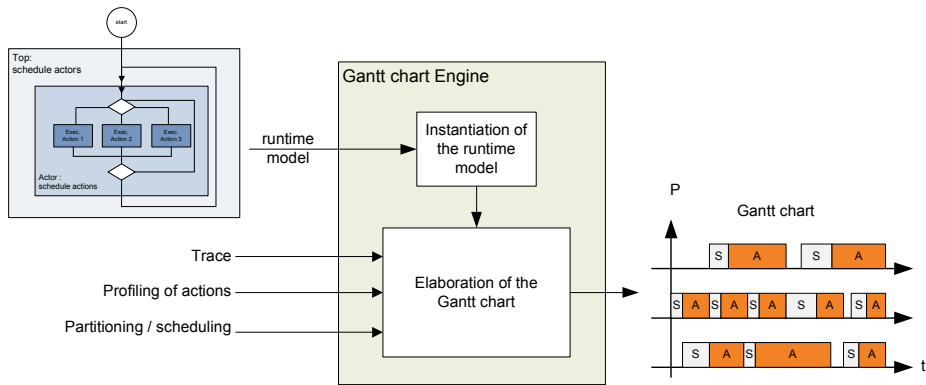 start
Top:
schedule actors
Exec.
Action 1
Exec.
Action 2
Exec.
Action 3
Actor :
schedule actions
runtime
model
Gantt chart Engine
Instantiation of
the runtime
model
Trace
Profiling of actions
Partitioning / scheduling
Elaboration of the
Gantt chart
P
Gantt chart
S A S A
S A S A S A S A S A
S A S A S A
t